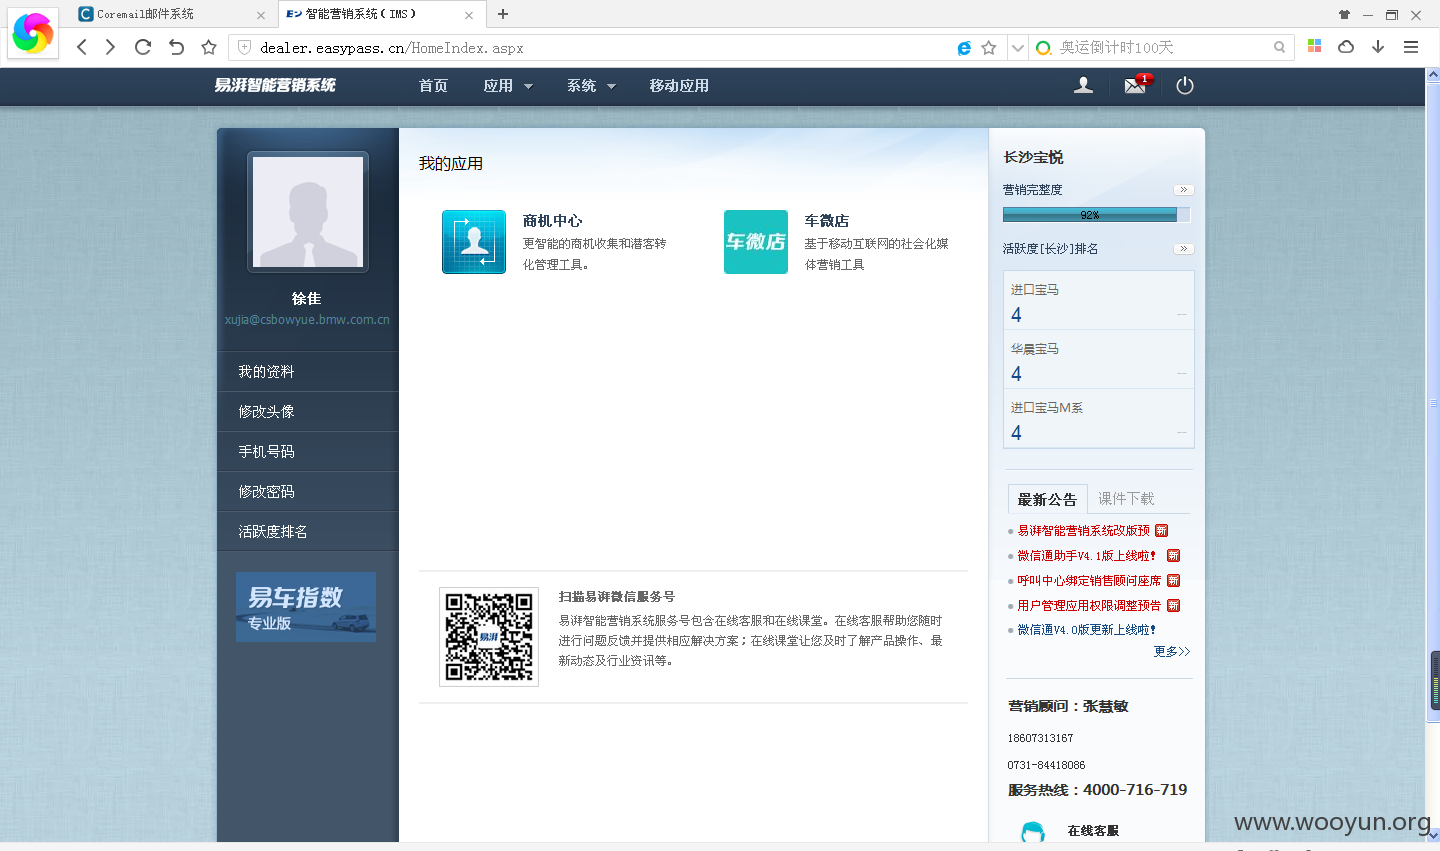 Coremail邮件系统
智能营销系统(IMS)
dealer.easypass.cn/HomeIndex.aspx
奥运倒计时100天
易湃智能营销系统
首页
应用
系统
移动应用
1
徐佳
xujia@csbowyue.bmw.com.cn
我的资料
修改头像
手机号码
修改密码
活跃度排名
易车指数
专业版
我的应用
商机中心
更智能的商机收集和潜客转
化管理工具。
车微店
车微店
基于移动互联网的社会化媒
体营销工具
易湃
扫描易湃微信服务号
易湃智能营销系统服务号包含在线客服和在线课堂。在线客服帮助您随时
进行问题反馈并提供相应解决方案；在线课堂让您及时了解产品操作、最
新动态及行业资讯等。
长沙宝悦
营销完整度
92%
活跃度[长沙]排名
进口宝马
4
--
华晨宝马
4
--
进口宝马M系
4
--
最新公告
课件下载
易湃智能营销系统改版预 新
微信通助手V4.1版上线啦！ 新
呼叫中心绑定销售顾问座席 新
用户管理应用权限调整预告 新
微信通V4.0版更新上线啦！
更多>>
营销顾问：张慧敏
18607313167
0731-84418086
服务热线：4000-716-719
在线客服
www.wooyun.org